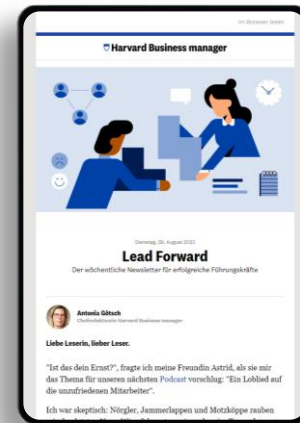 Im Browser lesen
Harvard Business manager
Dienstag, 29. August 2023
Lead Forward
Der wöchentliche Newsletter für erfolgreiche Führungskräfte
Antonia Götsch
Chefredakteurin Harvard Business manager
Liebe Leserin, lieber Leser,
"Ist das dein Ernst?", fragte ich meine Freundin Astrid, als sie mir
das Thema für unseren nächsten Podcast vorschlug: "Ein Loblied auf
die unzufriedenen Mitarbeiter".
Ich war skeptisch: Nörgler, Jammerlappen und Motzköppe rauben